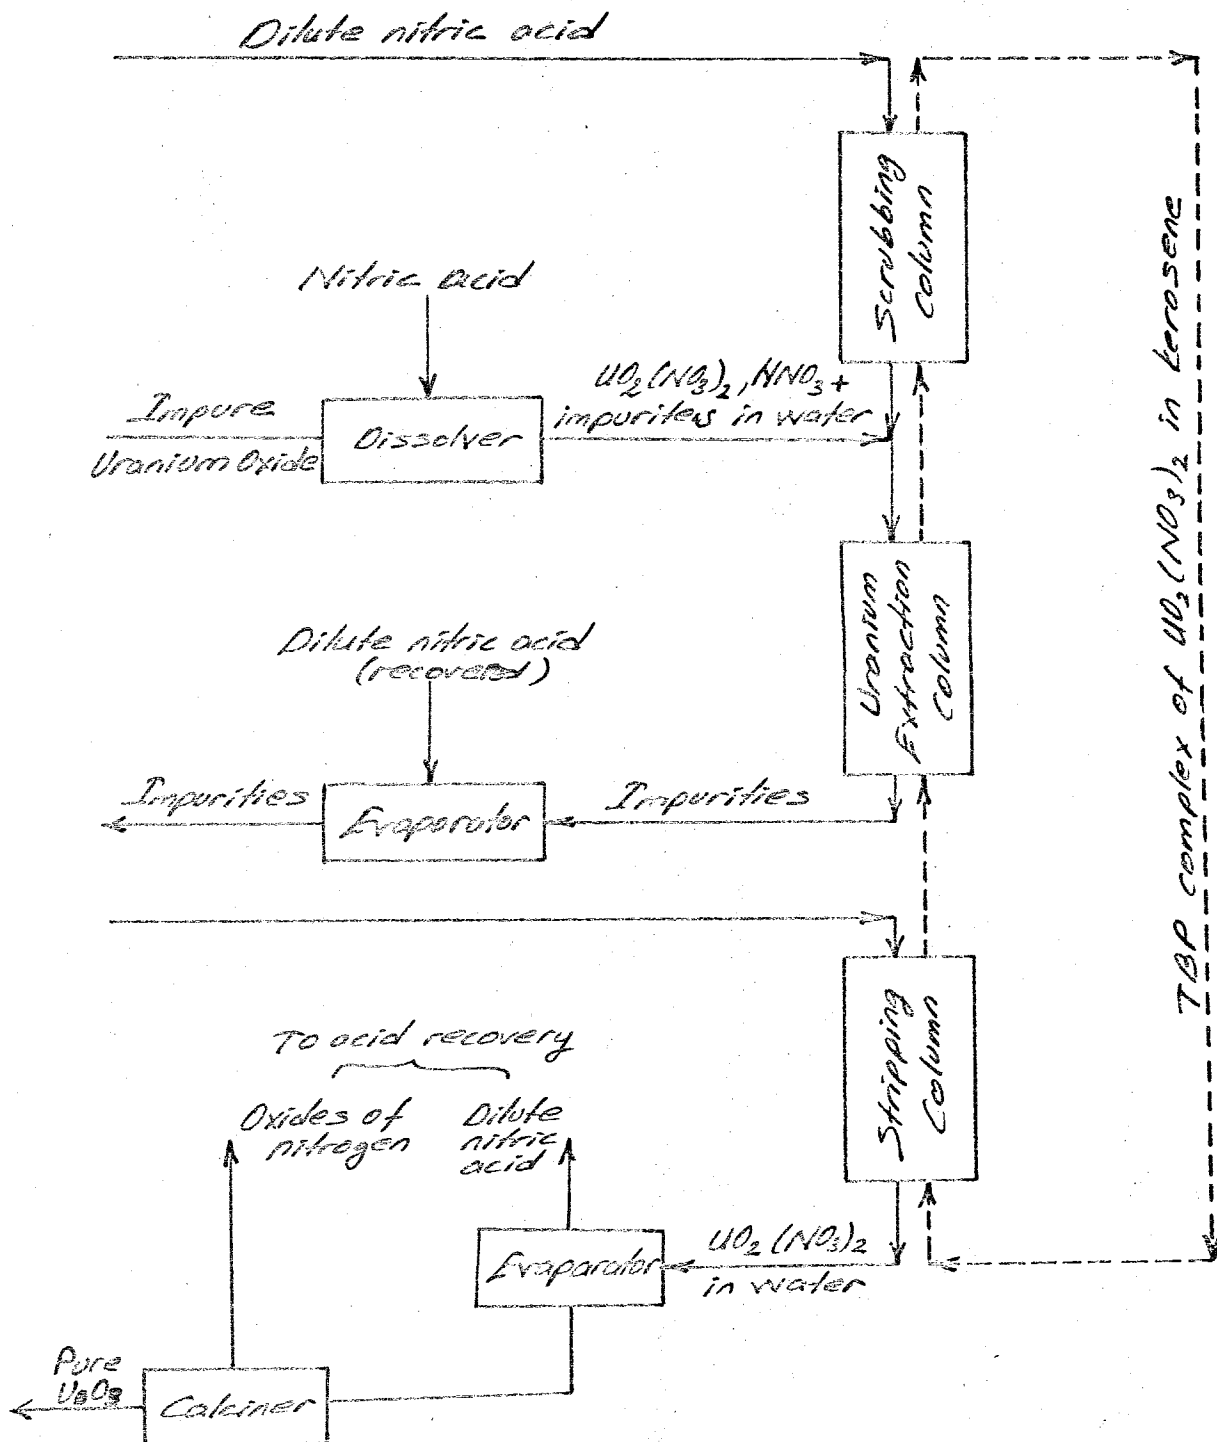 Dilute nitric acid
Scrubbing
Column
Nitric Acid
UO2(NO3)2, HNO3+
impurites in water
Impure
Uranium Oxide
Dissolver
Uranium
Extraction
Column
TBP complex of UO2(NO3)2 in kerosene
Dilute nitric acid
(recovered)
Impurities
Evaporator
Impurities
Stripping
Column
To acid recovery
Oxides of
nitrogen
Dilute
nitric
acid
UO2(NO3)2
in water
Evaparator
Pure
U3O8
Calciner